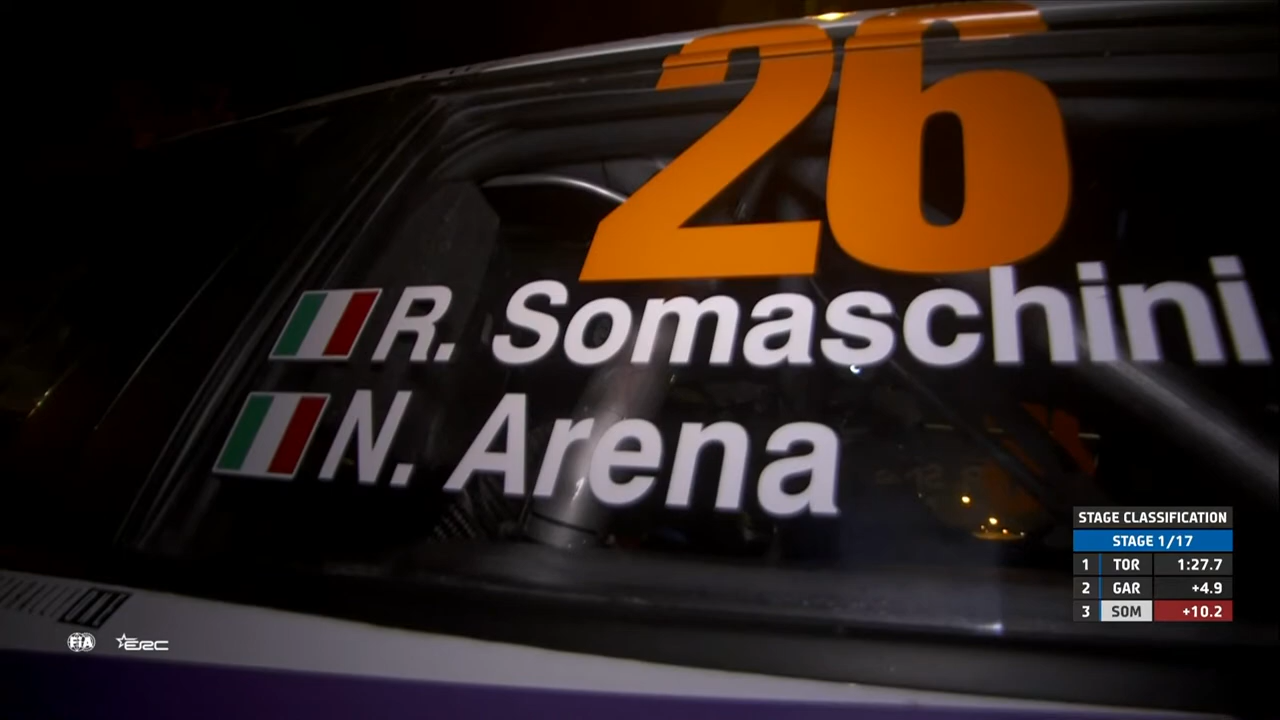 26
R. Somaschini
N. Arena
STAGE CLASSIFICATION
STAGE 1/17
1 TOR 1:27.7
2 GAR +4.9
3 SOM +10.2
FIA ERC